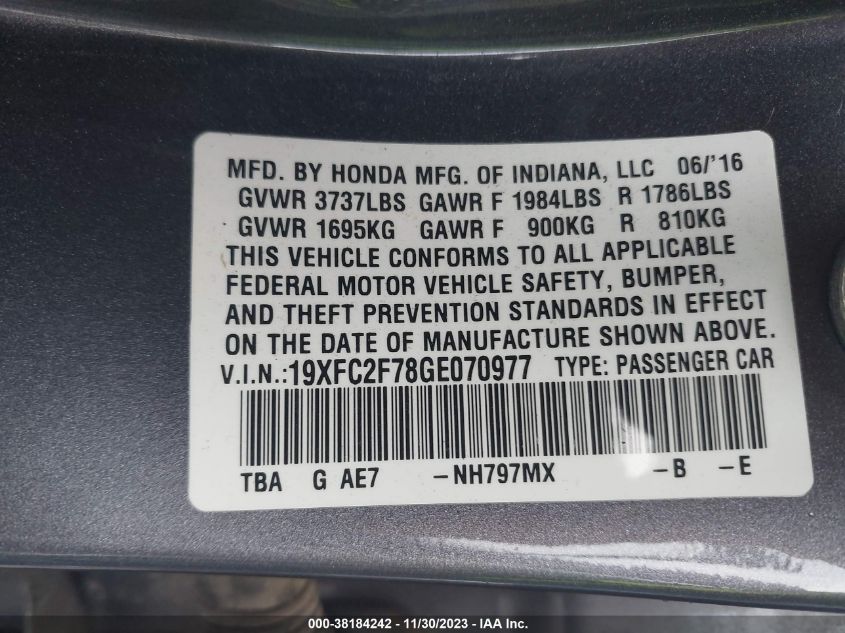 MFD. BY HONDA MFG. OF INDIANA, LLC 06/'16
GVWR 3737LBS GAWR F 1984LBS R 1786LBS
GVWR 1695KG GAWR F 900KG R 810KG
THIS VEHICLE CONFORMS TO ALL APPLICABLE
FEDERAL MOTOR VEHICLE SAFETY, BUMPER,
AND THEFT PREVENTION STANDARDS IN EFFECT
ON THE DATE OF MANUFACTURE SHOWN ABOVE.
V.I.N.:19XFC2F78GE070977 TYPE: PASSENGER CAR
TBA G AE7 -NH797MX -B -E
000-38184242 - 11/30/2023 - IAA Inc.